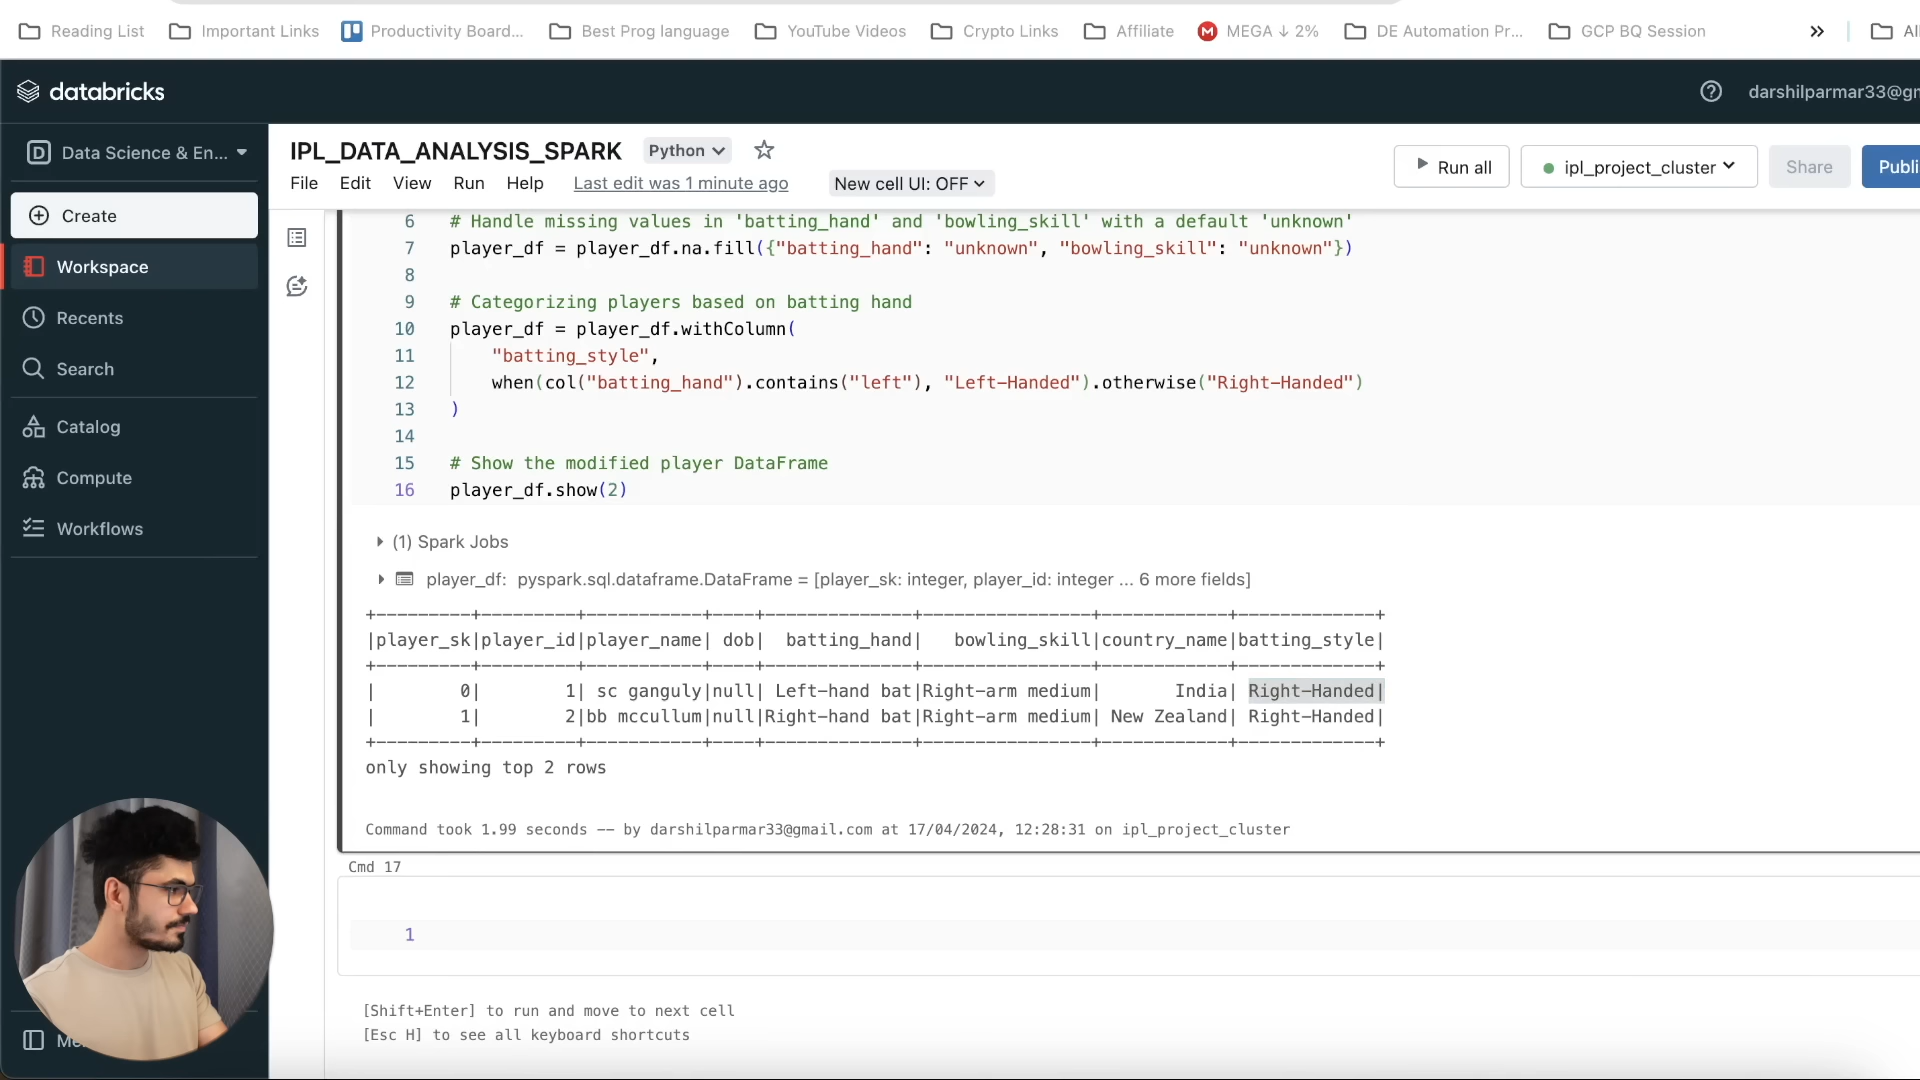 Reading List Important Links Productivity Board... Best Prog language YouTube Videos Crypto Links Affiliate MEGA ↓ 2% DE Automation Pr... GCP BQ Session » All
databricks
darshilparmar33@gm
D Data Science & En...
IPL_DATA_ANALYSIS_SPARK Python
Run all ipl_project_cluster Share Publi
File Edit View Run Help Last edit was 1 minute ago New cell UI: OFF
Create
Workspace
Recents
Search
Catalog
Compute
Workflows
6 # Handle missing values in 'batting_hand' and 'bowling_skill' with a default 'unknown'
7 player_df = player_df.na.fill({"batting_hand": "unknown", "bowling_skill": "unknown"})
8
9 # Categorizing players based on batting hand
10 player_df = player_df.withColumn(
11 "batting_style",
12 when(col("batting_hand").contains("left"), "Left-Handed").otherwise("Right-Handed")
13 )
14
15 # Show the modified player DataFrame
16 player_df.show(2)
(1) Spark Jobs
player_df: pyspark.sql.dataframe.DataFrame = [player_sk: integer, player_id: integer ... 6 more fields]
+---------+---------+-----------+----+--------------+----------------+------------+-------------+
|player_sk|player_id|player_name| dob|  batting_hand|   bowling_skill|country_name|batting_style|
+---------+---------+-----------+----+--------------+----------------+------------+-------------+
|        0|        1| sc ganguly|null| Left-hand bat|Right-arm medium|       India| Right-Handed|
|        1|        2|bb mccullum|null|Right-hand bat|Right-arm medium| New Zealand| Right-Handed|
+---------+---------+-----------+----+--------------+----------------+------------+-------------+
only showing top 2 rows
Command took 1.99 seconds -- by darshilparmar33@gmail.com at 17/04/2024, 12:28:31 on ipl_project_cluster
Cmd 17
1
[Shift+Enter] to run and move to next cell
[Esc H] to see all keyboard shortcuts